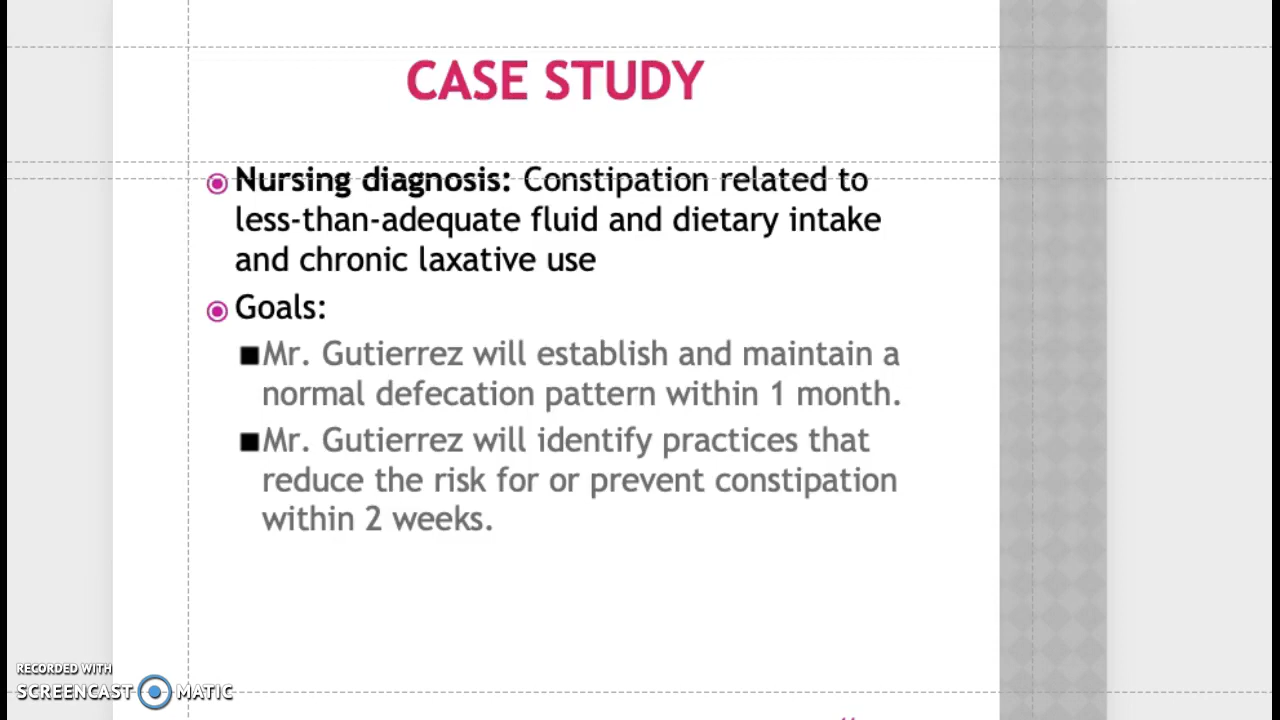 CASE STUDY
Nursing diagnosis: Constipation related to
less-than-adequate fluid and dietary intake
and chronic laxative use
Goals:
Mr. Gutierrez will establish and maintain a
normal defecation pattern within 1 month.
Mr. Gutierrez will identify practices that
reduce the risk for or prevent constipation
within 2 weeks.
RECORDED WITH
SCREENCAST MATIC